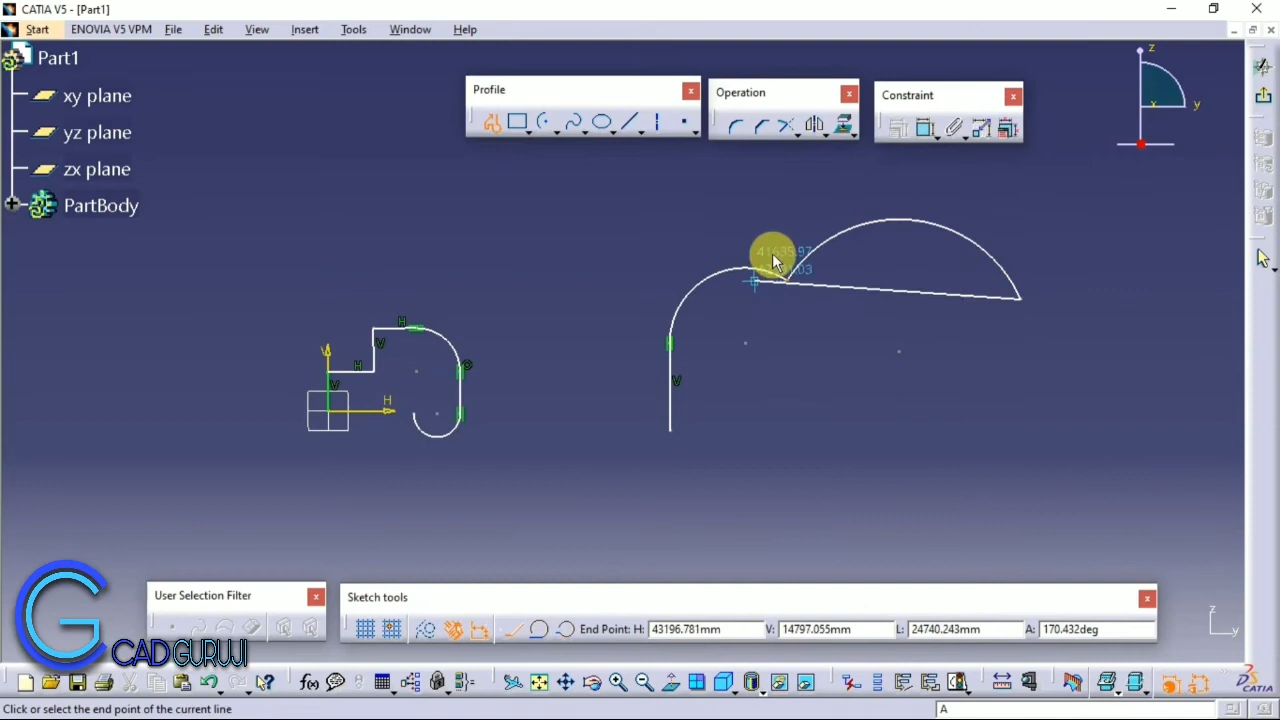 CATIA V5 - [Part1]
Start ENOVIA V5 VPM File Edit View Insert Tools Window Help
Part1
xy plane
yz plane
zx plane
PartBody
Profile
Operation
Constraint
z
x
y
H
V
H
V
V
H
V
User Selection Filter
Sketch tools
End Point: H: 43196.781mm V: 14797.055mm L: 24740.243mm A: 170.432deg
z
y
G
CAD GURUJI
f(x)
CATIA
Click or select the end point of the current line
A